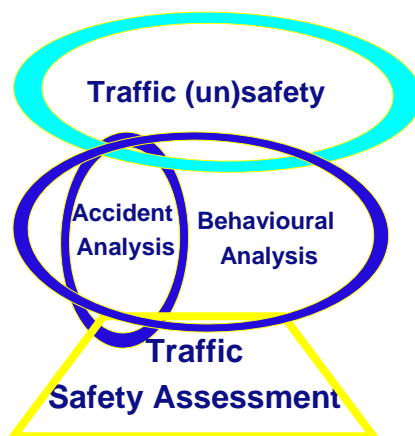 Traffic (un)safety
Accident
Analysis
Behavioural
Analysis
Traffic
Safety Assessment